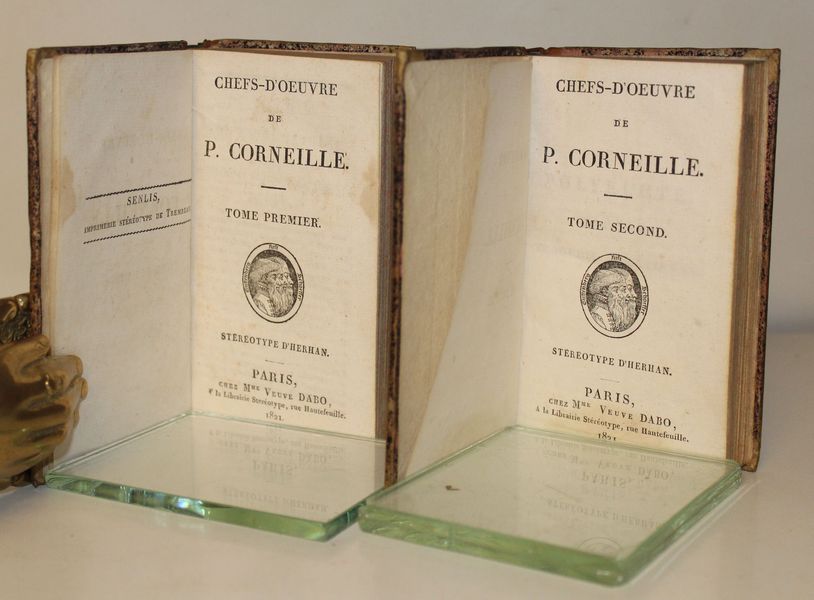 SENLIS,
IMPRIMERIE STÉRÉOTYPE DE
CHEFS-D'OEUVRE
DE
P. CORNEILLE.
TOME PREMIER.
STÉRÉOTYPE D'HERHAN.
PARIS,
CHEZ MME VEUVE DABO,
A la Librairie Stéréotype, rue Hautefeuille.
1821.
CHEFS-D'OEUVRE
DE
P. CORNEILLE.
TOME SECOND.
STÉRÉOTYPE D'HERHAN.
PARIS,
CHEZ MME VEUVE DABO,
A la Librairie Stéréotype, rue Hautefeuille.
1821